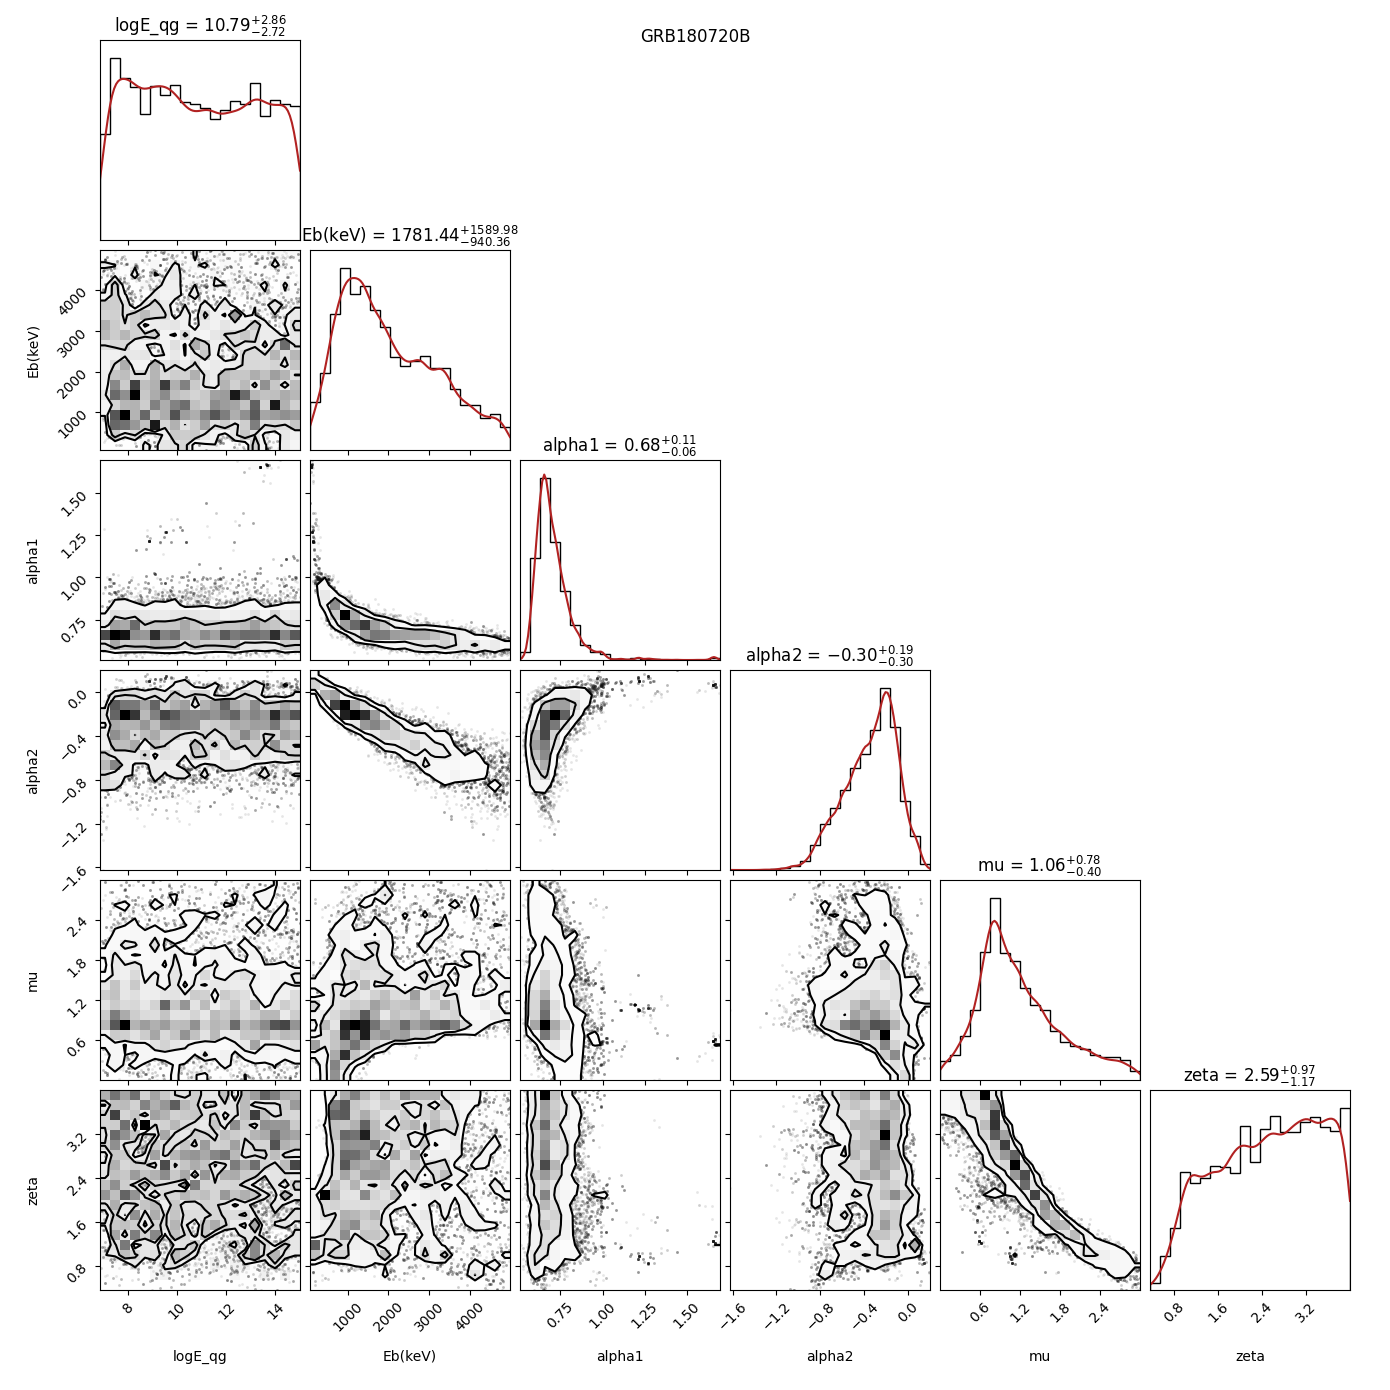 logE_qg = 10.79+2.86 −2.72
GRB180720B
Eb(keV) = 1781.44+1589.98 −940.36
4000
3000
2000
1000
Eb(keV)
alpha1 = 0.68+0.11 −0.06
1.50
1.25
1.00
0.75
alpha1
alpha2 = −0.30+0.19 −0.30
0.0
−0.4
−0.8
−1.2
−1.6
alpha2
mu = 1.06+0.78 −0.40
2.4
1.8
1.2
0.6
mu
zeta = 2.59+0.97 −1.17
3.2
2.4
1.6
0.8
zeta
8 10 12 14
1000 2000 3000 4000
0.75 1.00 1.25 1.50
−1.6 −1.2 −0.8 −0.4 0.0
0.6 1.2 1.8 2.4
0.8 1.6 2.4 3.2
logE_qg Eb(keV) alpha1 alpha2 mu zeta